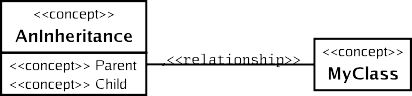 <<concept>>
AnInheritance
<<concept>> Parent
<<concept>> Child
<<relationship>>
<<concept>>
MyClass